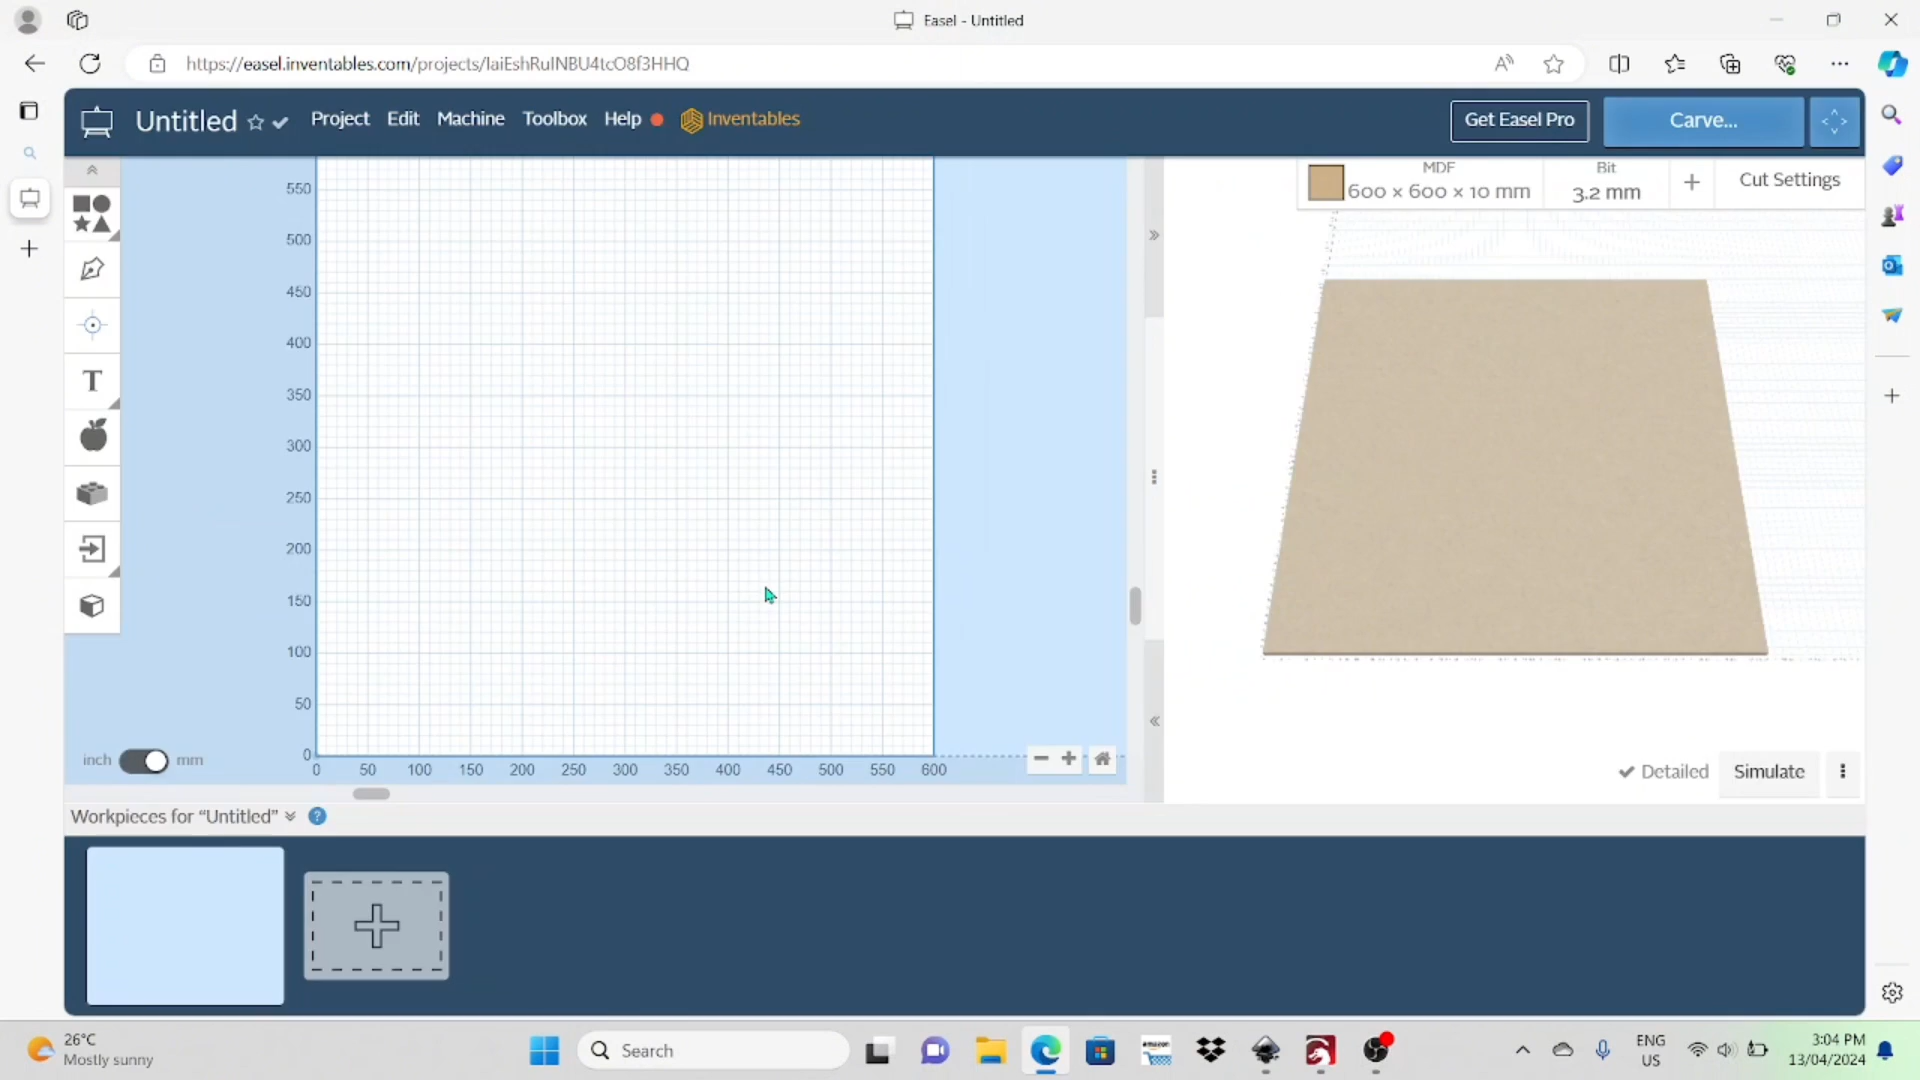 Easel - Untitled
https://easel.inventables.com/projects/IaiEshRuINBU4tcO8f3HHQ
Untitled
Project Edit Machine Toolbox Help Inventables
Get Easel Pro Carve...
MDF
600 × 600 × 10 mm
Bit
3.2 mm
Cut Settings
550
500
450
400
350
300
250
200
150
100
50
0
0 50 100 150 200 250 300 350 400 450 500 550 600
T
inch mm
Detailed Simulate
Workpieces for “Untitled” ?
26°C
Mostly sunny
Search
ENG
US
3:04 PM
13/04/2024